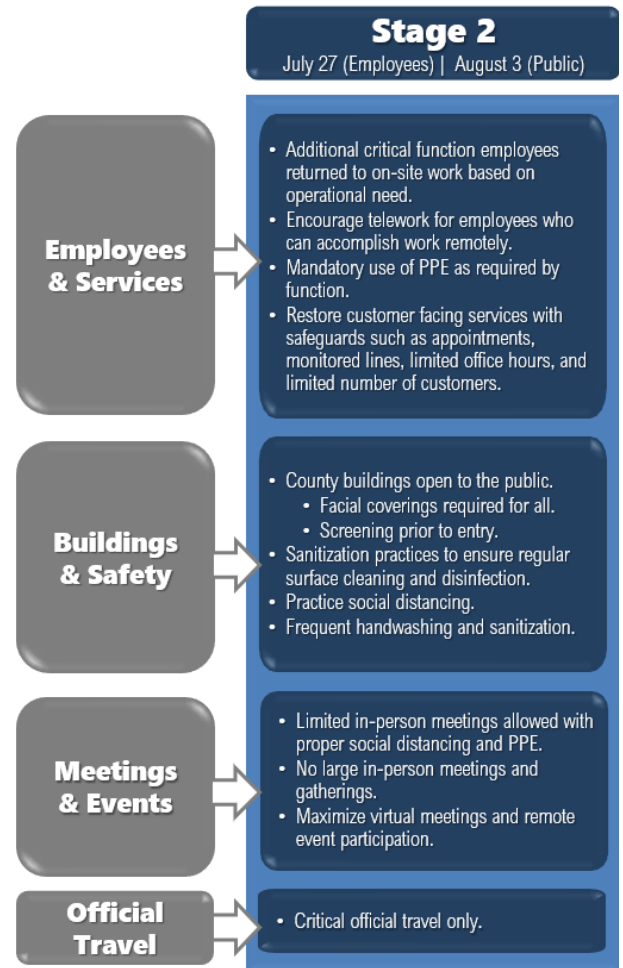 Stage 2
July 27 (Employees) | August 3 (Public)
Employees
& Services
• Additional critical function employees
returned to on-site work based on
operational need.
• Encourage telework for employees who
can accomplish work remotely.
• Mandatory use of PPE as required by
function.
• Restore customer facing services with
safeguards such as appointments,
monitored lines, limited office hours, and
limited number of customers.
Buildings
& Safety
• County buildings open to the public.
• Facial coverings required for all.
• Screening prior to entry.
• Sanitization practices to ensure regular
surface cleaning and disinfection.
• Practice social distancing.
• Frequent handwashing and sanitization.
Meetings
& Events
• Limited in-person meetings allowed with
proper social distancing and PPE.
• No large in-person meetings and
gatherings.
• Maximize virtual meetings and remote
event participation.
Official
Travel
• Critical official travel only.